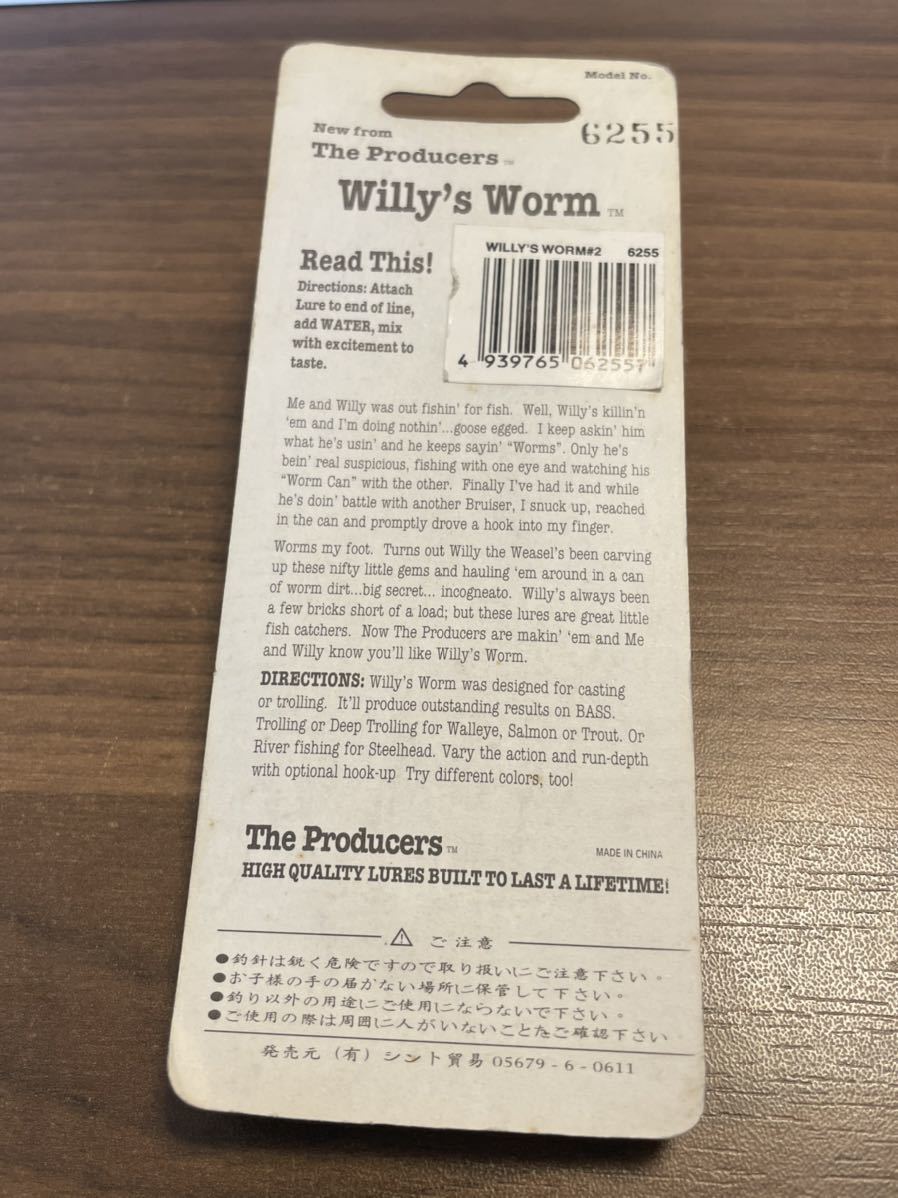 Model No.
6255
New from
The Producers™
Willy's Worm™
WILLY'S WORM#2 6255
4 939765 062557
Read This!
Directions: Attach
Lure to end of line,
add WATER, mix
with excitement to
taste.
Me and Willy was out fishin' for fish. Well, Willy's killin'n
'em and I'm doing nothin'...goose egged. I keep askin' him
what he's usin' and he keeps sayin' "Worms". Only he's
bein' real suspicious, fishing with one eye and watching his
"Worm Can" with the other. Finally I've had it and while
he's doin' battle with another Bruiser, I snuck up, reached
in the can and promptly drove a hook into my finger.
Worms my foot. Turns out Willy the Weasel's been carving
up these nifty little gems and hauling 'em around in a can
of worm dirt...big secret... incogneato. Willy's always been
a few bricks short of a load; but these lures are great little
fish catchers. Now The Producers are makin' 'em and Me
and Willy know you'll like Willy's Worm.
DIRECTIONS: Willy's Worm was designed for casting
or trolling. It'll produce outstanding results on BASS.
Trolling or Deep Trolling for Walleye, Salmon or Trout. Or
River fishing for Steelhead. Vary the action and run-depth
with optional hook-up Try different colors, too!
The Producers™
MADE IN CHINA
HIGH QUALITY LURES BUILT TO LAST A LIFETIME!
⚠ ご注意
●釣針は鋭く危険ですので取り扱いにご注意下さい。
●お子様の手の届かない場所に保管して下さい。
●釣り以外の用途にご使用にならないで下さい。
●ご使用の際は周囲に人がいないことをご確認下さい
発売元（有）シント貿易 05679-6-0611